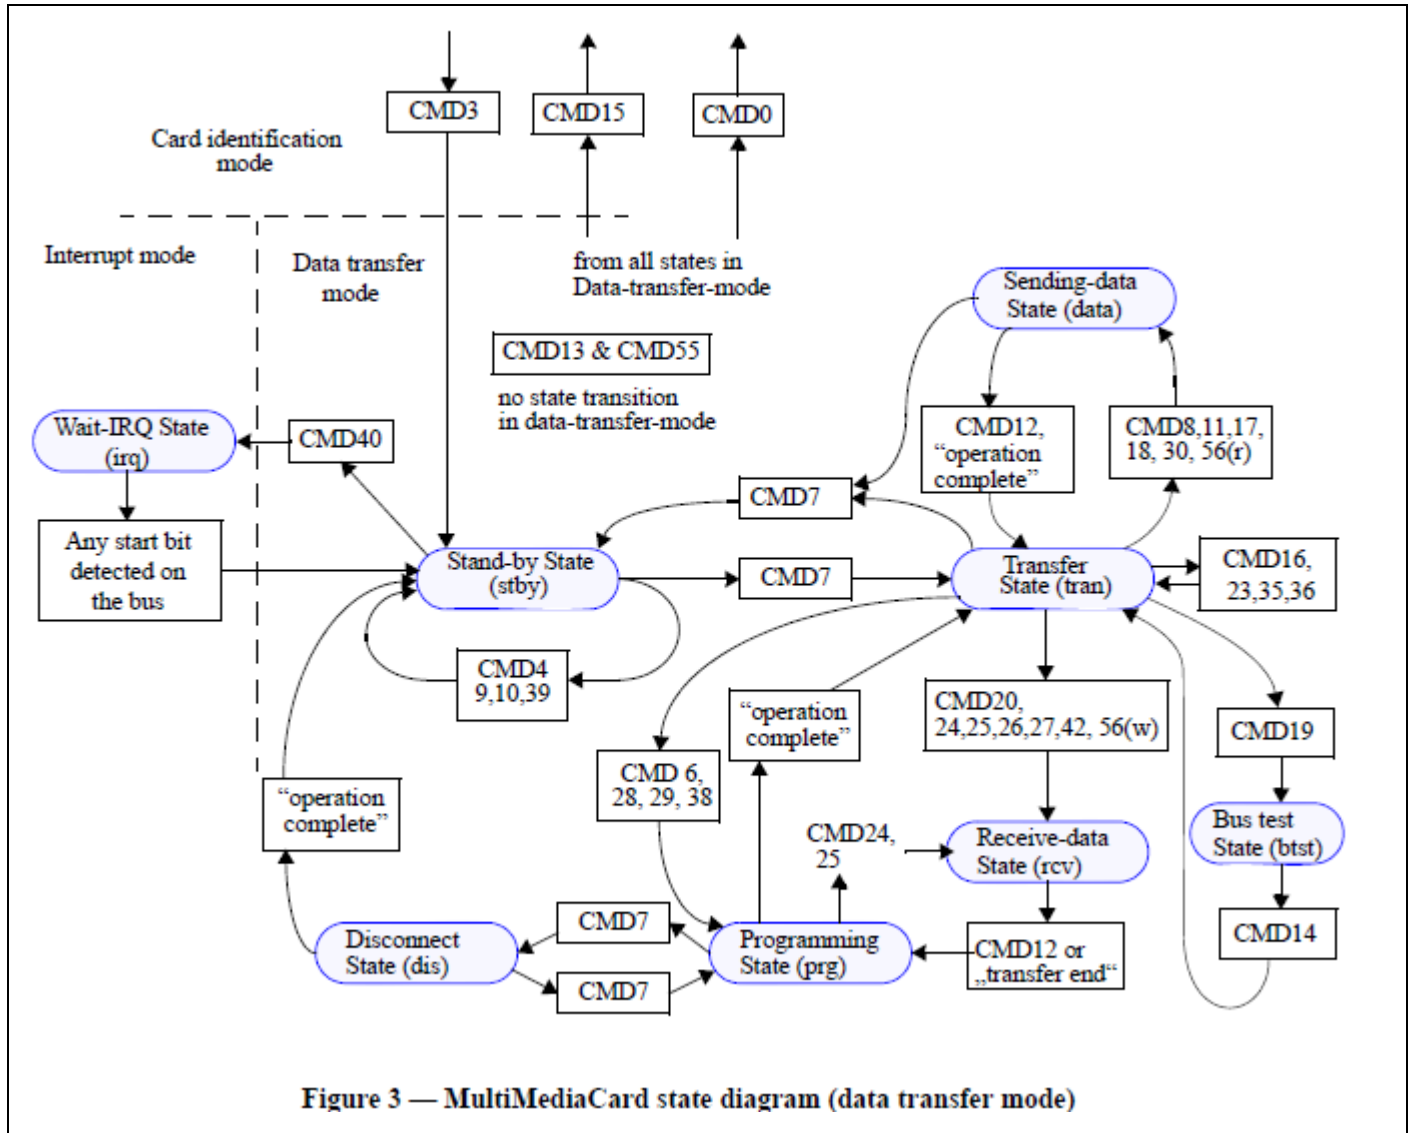 CMD3
CMD15
CMD0
Card identification
mode
Interrupt mode
Data transfer
mode
from all states in
Data-transfer-mode
Sending-data
State (data)
CMD13 & CMD55
no state transition
in data-transfer-mode
Wait-IRQ State
(irq)
CMD40
CMD12,
“operation
complete”
CMD8,11,17,
18, 30, 56(r)
CMD7
Any start bit
detected on
the bus
Stand-by State
(stby)
CMD7
Transfer
State (tran)
CMD16,
23,35,36
CMD4
9,10,39
“operation
complete”
CMD20,
24,25,26,27,42, 56(w)
CMD19
CMD 6,
28, 29, 38
“operation
complete”
CMD24,
25
Receive-data
State (rcv)
Bus test
State (btst)
Disconnect
State (dis)
CMD7
CMD7
Programming
State (prg)
CMD12 or
„transfer end“
CMD14
Figure 3 — MultiMediaCard state diagram (data transfer mode)